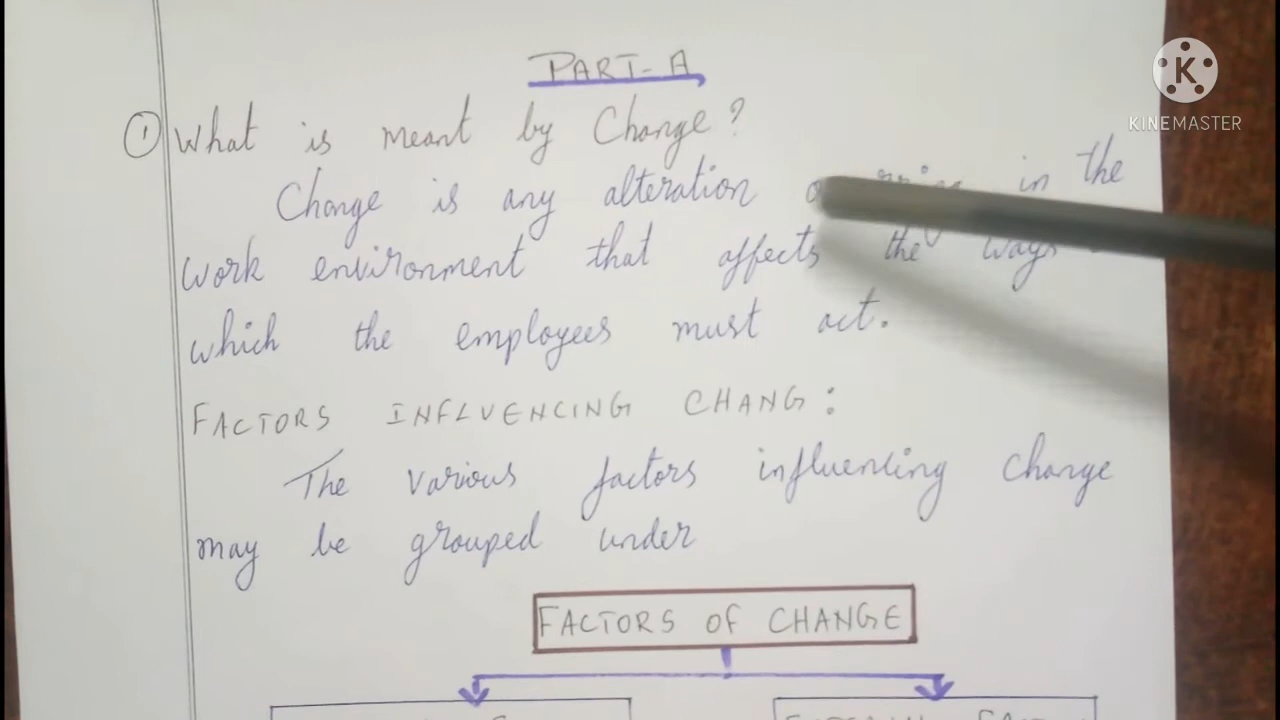 PART-A
① What is meant by Change?
Change is any alteration in the
work environment that affects the ways
which the employees must act.
FACTORS INFLUENCING CHANG:
The various factors influencing change
may be grouped under
FACTORS OF CHANGE
KINEMASTER